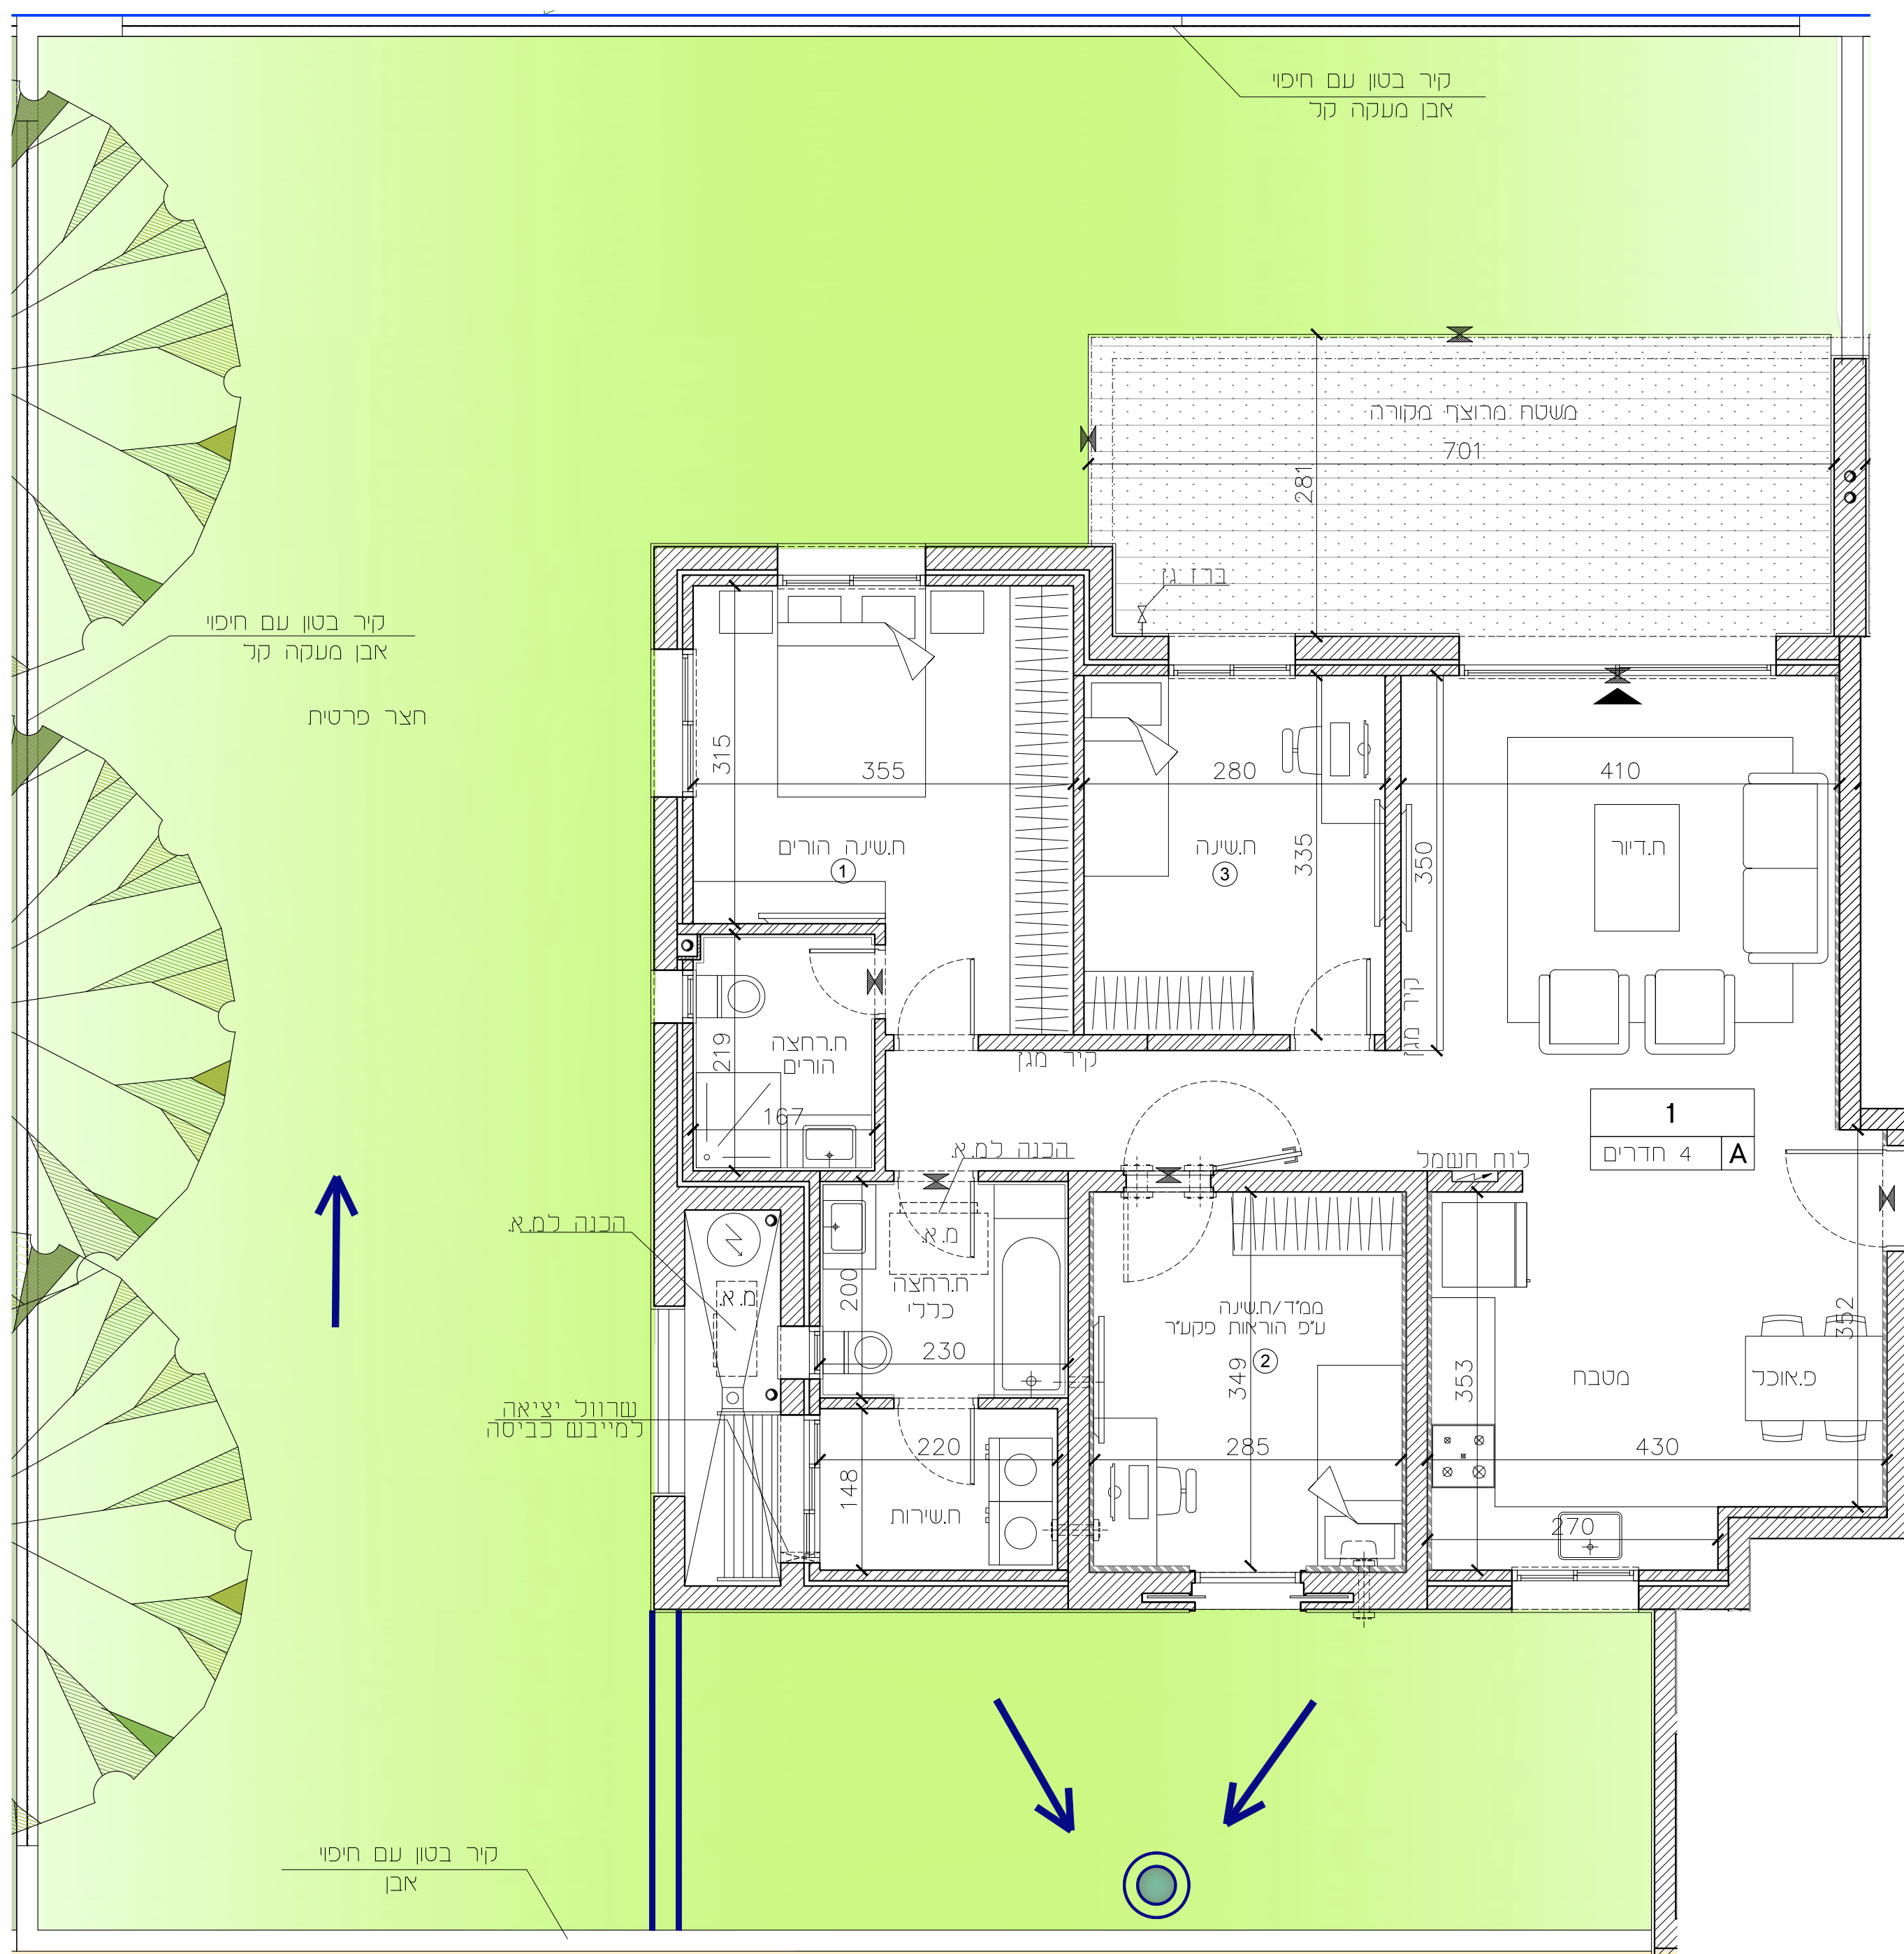 קיר בטון עם חיפוי
אבן מעקה קל
משטח מרוצף מקורה
701
281
ברז גן
קיר בטון עם חיפוי
אבן מעקה קל
חצר פרטית
315
355
280
410
ח.שינה הורים
1
ח.שינה
3
335
350
ח.דיור
קיר מגן
קיר מגן
219
ח.רחצה
הורים
167
1
4 חדרים
A
הכנה למ.א.
לוח חשמל
הכנה למ.א.
מ.א.
מ.א.
ח.רחצה
כללי
200
230
ממ"ד/ח.שינה
ע"פ הוראות פקע"ר
2
349
353
352
מטבח
פ.אוכל
שרוול יציאה
למייבש כביסה
220
148
285
430
ח.שירות
270
קיר בטון עם חיפוי
אבן